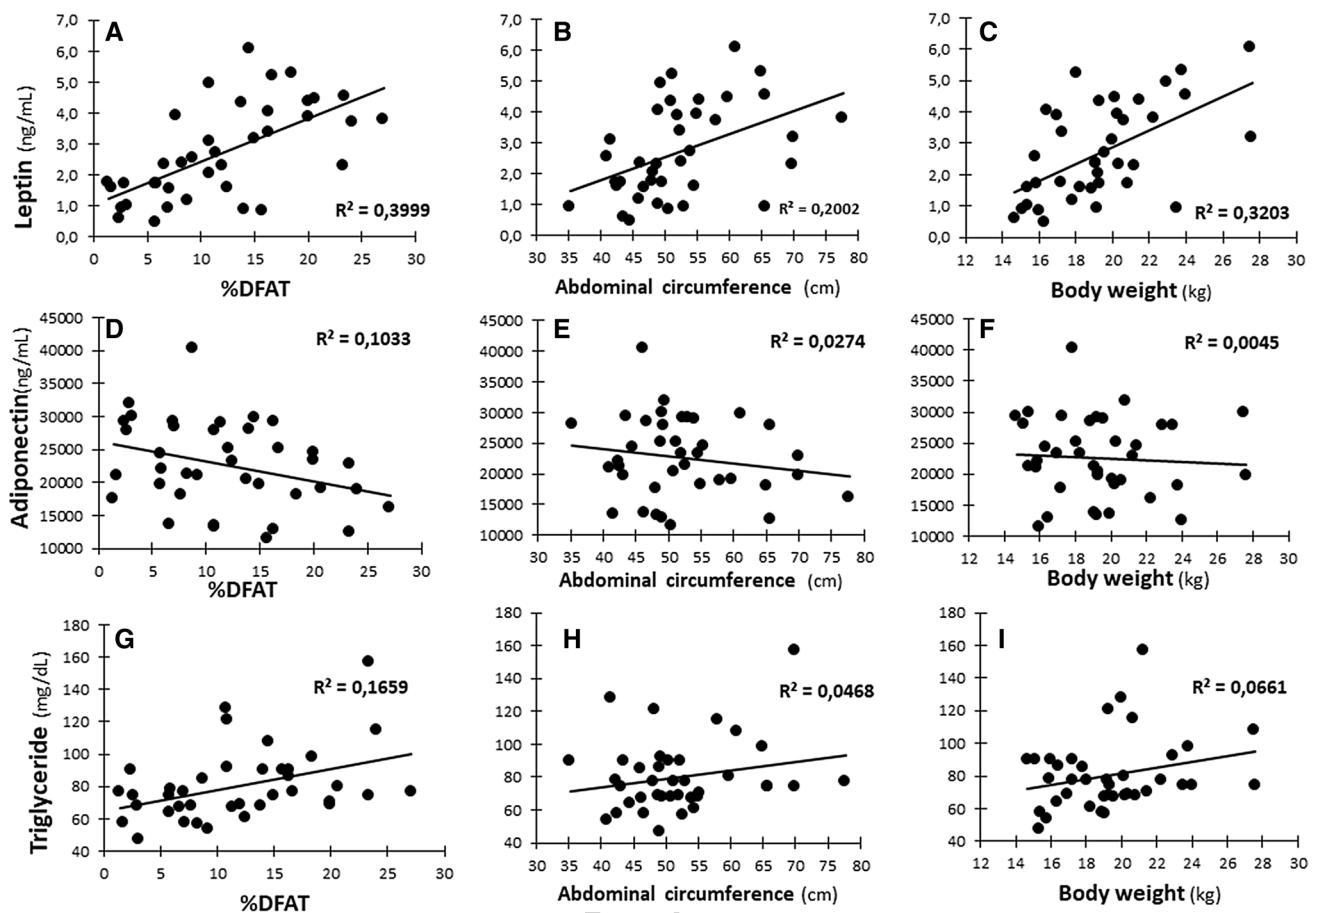 A
Leptin (ng/mL)
7,0
6,0
5,0
4,0
3,0
2,0
1,0
0,0
R² = 0,3999
0 5 10 15 20 25 30
%DFAT
B
7,0
6,0
5,0
4,0
3,0
2,0
1,0
0,0
R² = 0,2002
30 35 40 45 50 55 60 65 70 75 80
Abdominal circumference (cm)
C
7,0
6,0
5,0
4,0
3,0
2,0
1,0
0,0
R² = 0,3203
12 14 16 18 20 22 24 26 28 30
Body weight (kg)
D
Adiponectin(ng/mL)
45000
40000
35000
30000
25000
20000
15000
10000
R² = 0,1033
0 5 10 15 20 25 30
%DFAT
E
45000
40000
35000
30000
25000
20000
15000
10000
R² = 0,0274
30 35 40 45 50 55 60 65 70 75 80
Abdominal circumference (cm)
F
45000
40000
35000
30000
25000
20000
15000
10000
R² = 0,0045
12 14 16 18 20 22 24 26 28 30
Body weight (kg)
G
Triglyceride (mg/dL)
180
160
140
120
100
80
60
40
R² = 0,1659
0 5 10 15 20 25 30
%DFAT
H
180
160
140
120
100
80
60
40
R² = 0,0468
30 35 40 45 50 55 60 65 70 75 80
Abdominal circumference (cm)
I
180
160
140
120
100
80
60
40
R² = 0,0661
12 14 16 18 20 22 24 26 28 30
Body weight (kg)